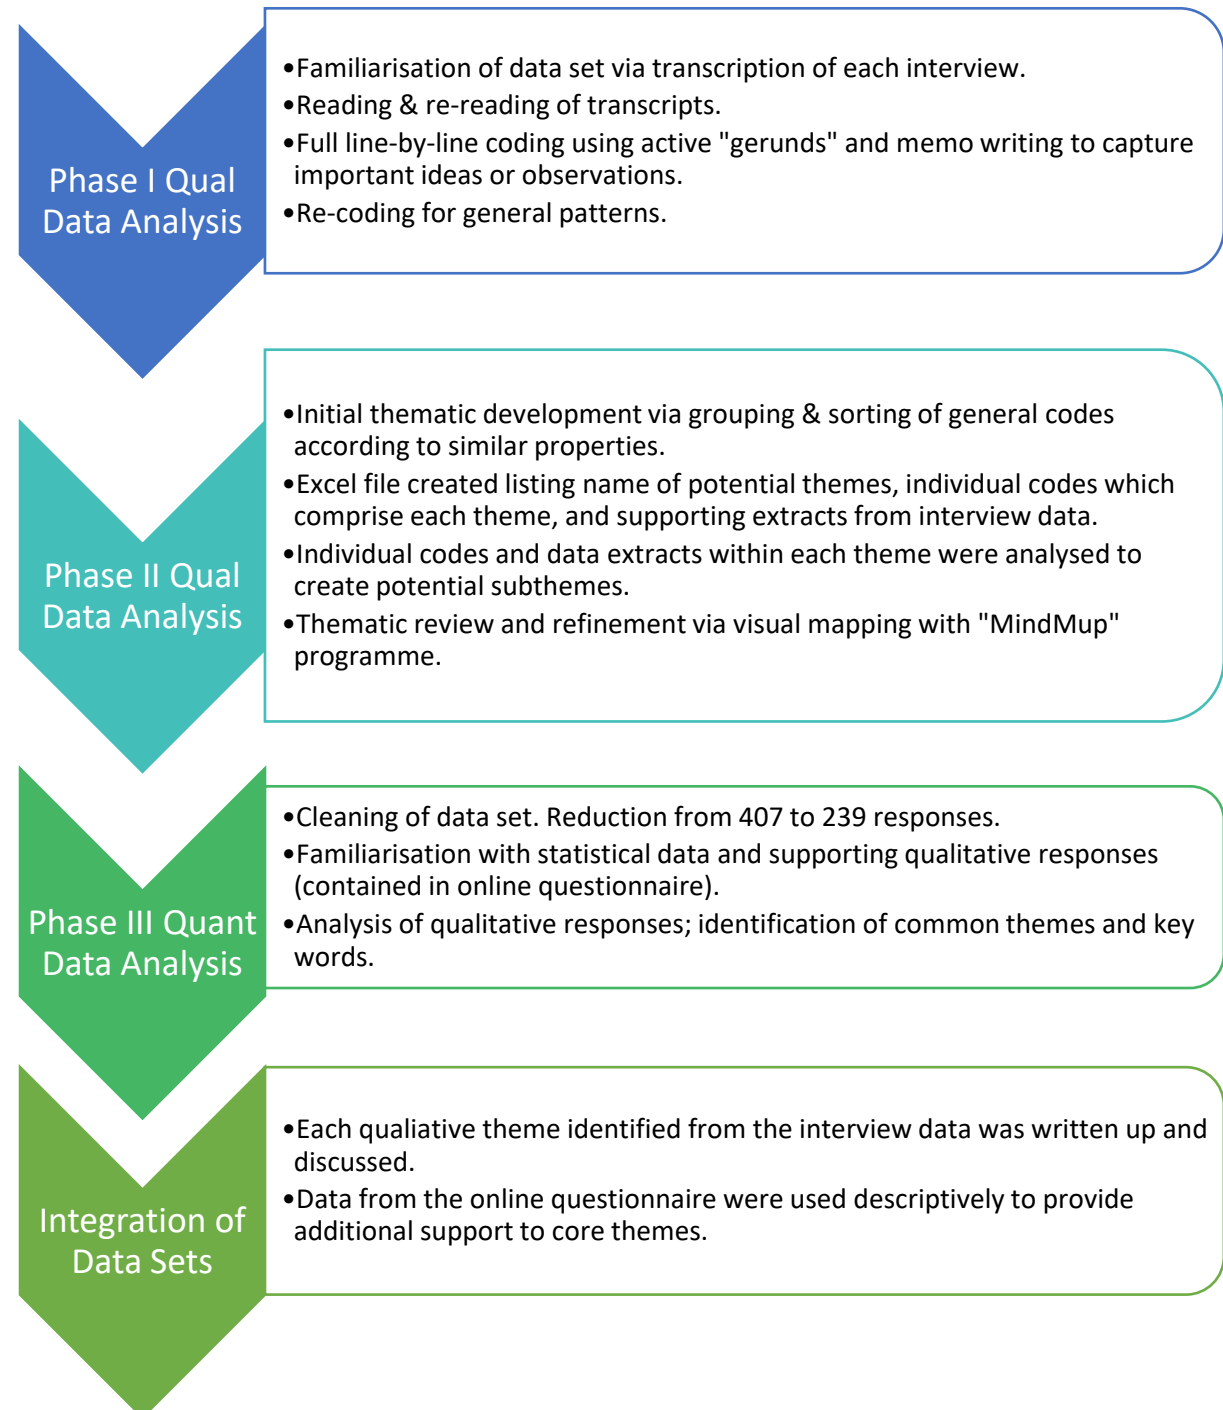 Phase I Qual
Data Analysis
•Familiarisation of data set via transcription of each interview.
•Reading & re-reading of transcripts.
•Full line-by-line coding using active "gerunds" and memo writing to capture
important ideas or observations.
•Re-coding for general patterns.
Phase II Qual
Data Analysis
•Initial thematic development via grouping & sorting of general codes
according to similar properties.
•Excel file created listing name of potential themes, individual codes which
comprise each theme, and supporting extracts from interview data.
•Individual codes and data extracts within each theme were analysed to
create potential subthemes.
•Thematic review and refinement via visual mapping with "MindMup"
programme.
Phase III Quant
Data Analysis
•Cleaning of data set. Reduction from 407 to 239 responses.
•Familiarisation with statistical data and supporting qualitative responses
(contained in online questionnaire).
•Analysis of qualitative responses; identification of common themes and key
words.
Integration of
Data Sets
•Each qualiative theme identified from the interview data was written up and
discussed.
•Data from the online questionnaire were used descriptively to provide
additional support to core themes.